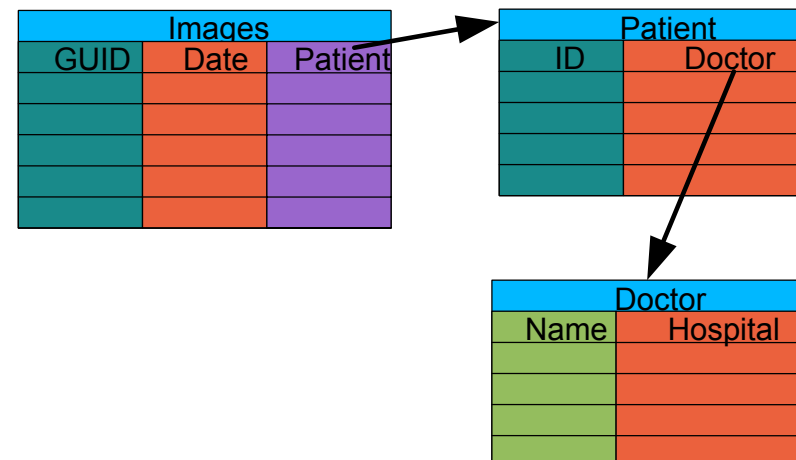 Images
GUID Date Patient
Patient
ID Doctor
Doctor
Name Hospital